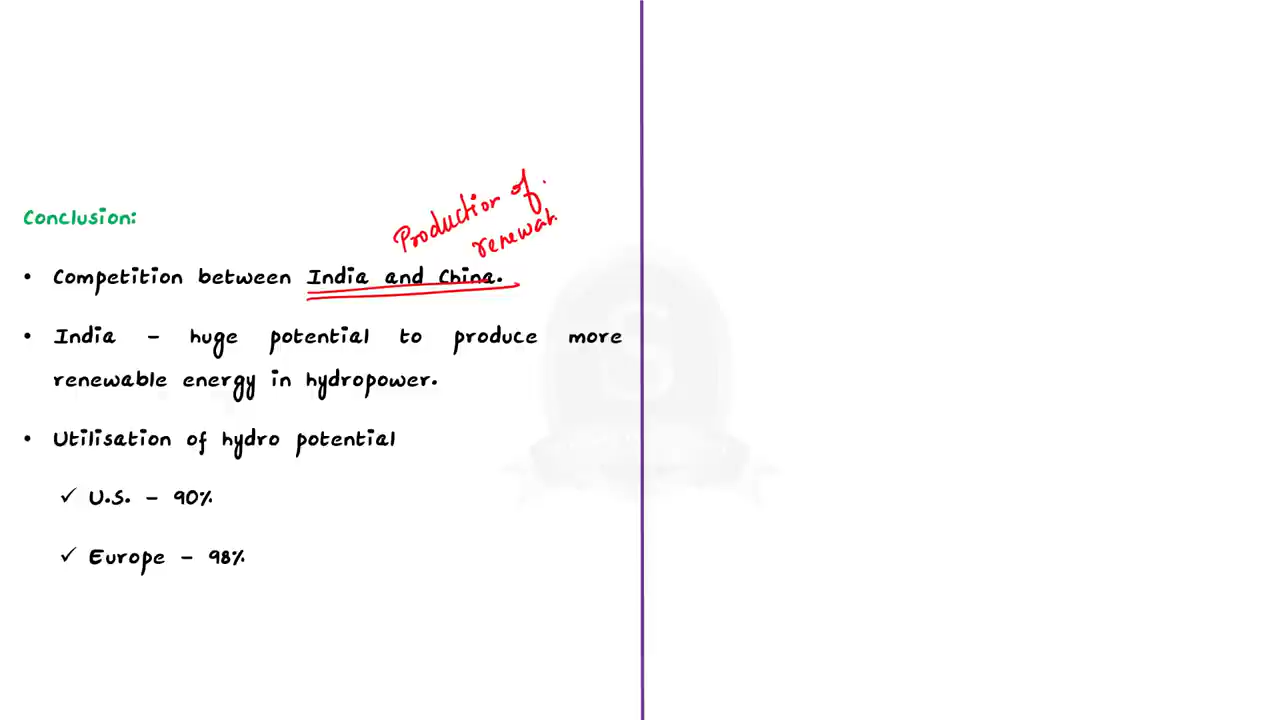 Conclusion:
Production of
renewab
• Competition between India and China.
• India – huge potential to produce more
renewable energy in hydropower.
• Utilisation of hydro potential
✓ U.S. – 90%
✓ Europe – 98%